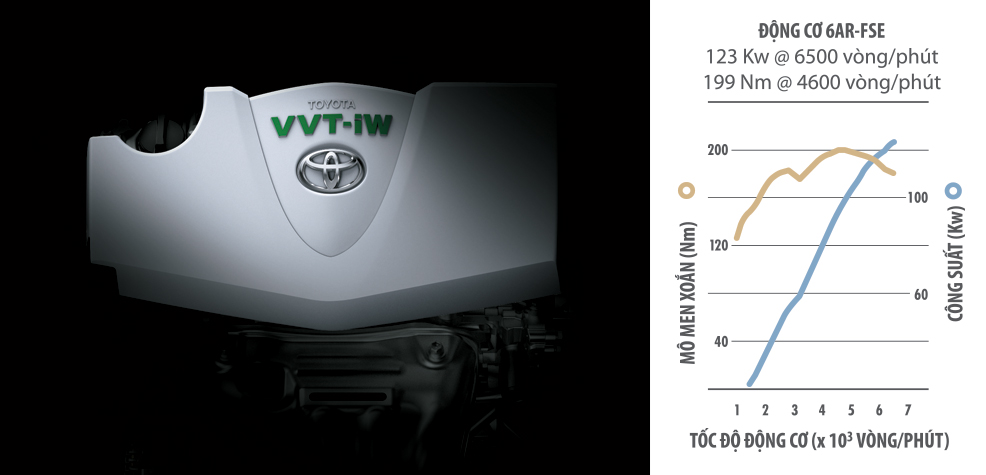 TOYOTA
VVT-iW
ĐỘNG CƠ 6AR-FSE
123 Kw @ 6500 vòng/phút
199 Nm @ 4600 vòng/phút
200
100
120
60
40
MÔ MEN XOẮN (Nm)
CÔNG SUẤT (Kw)
1 2 3 4 5 6 7
TỐC ĐỘ ĐỘNG CƠ (x 10³ VÒNG/PHÚT)